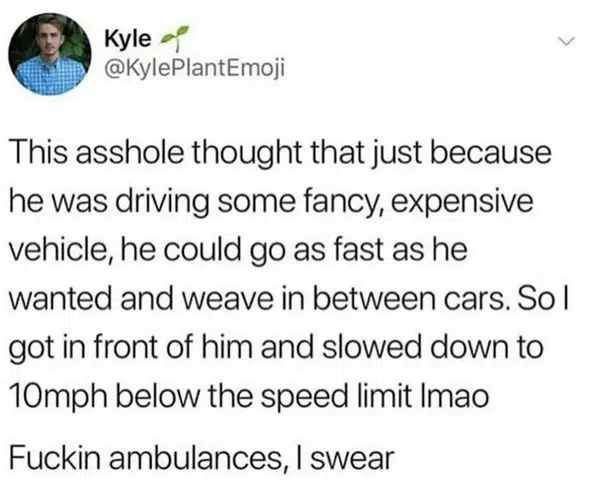 Kyle 🌱
@KylePlantEmoji
This asshole thought that just because
he was driving some fancy, expensive
vehicle, he could go as fast as he
wanted and weave in between cars. So I
got in front of him and slowed down to
10mph below the speed limit lmao
Fuckin ambulances, I swear